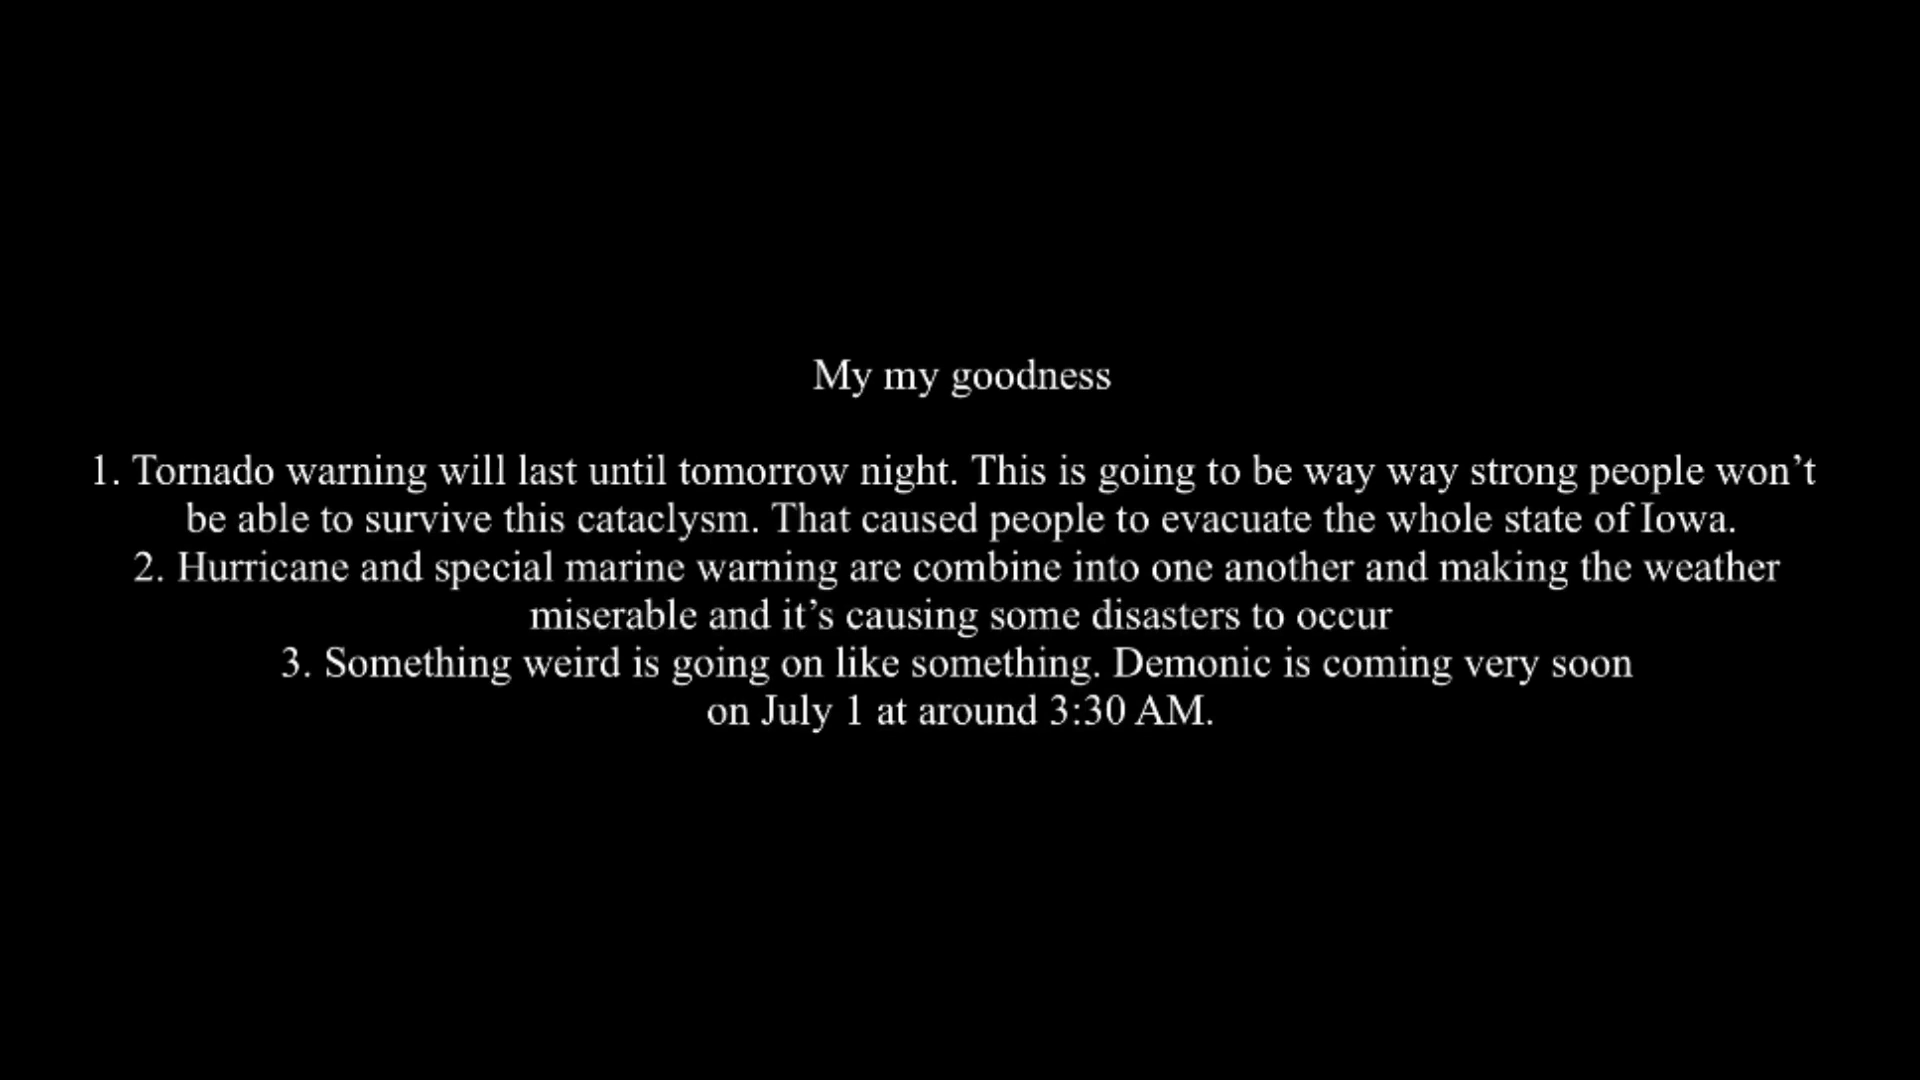 My my goodness
1. Tornado warning will last until tomorrow night. This is going to be way way strong people won’t
be able to survive this cataclysm. That caused people to evacuate the whole state of Iowa.
2. Hurricane and special marine warning are combine into one another and making the weather
miserable and it’s causing some disasters to occur
3. Something weird is going on like something. Demonic is coming very soon
on July 1 at around 3:30 AM.